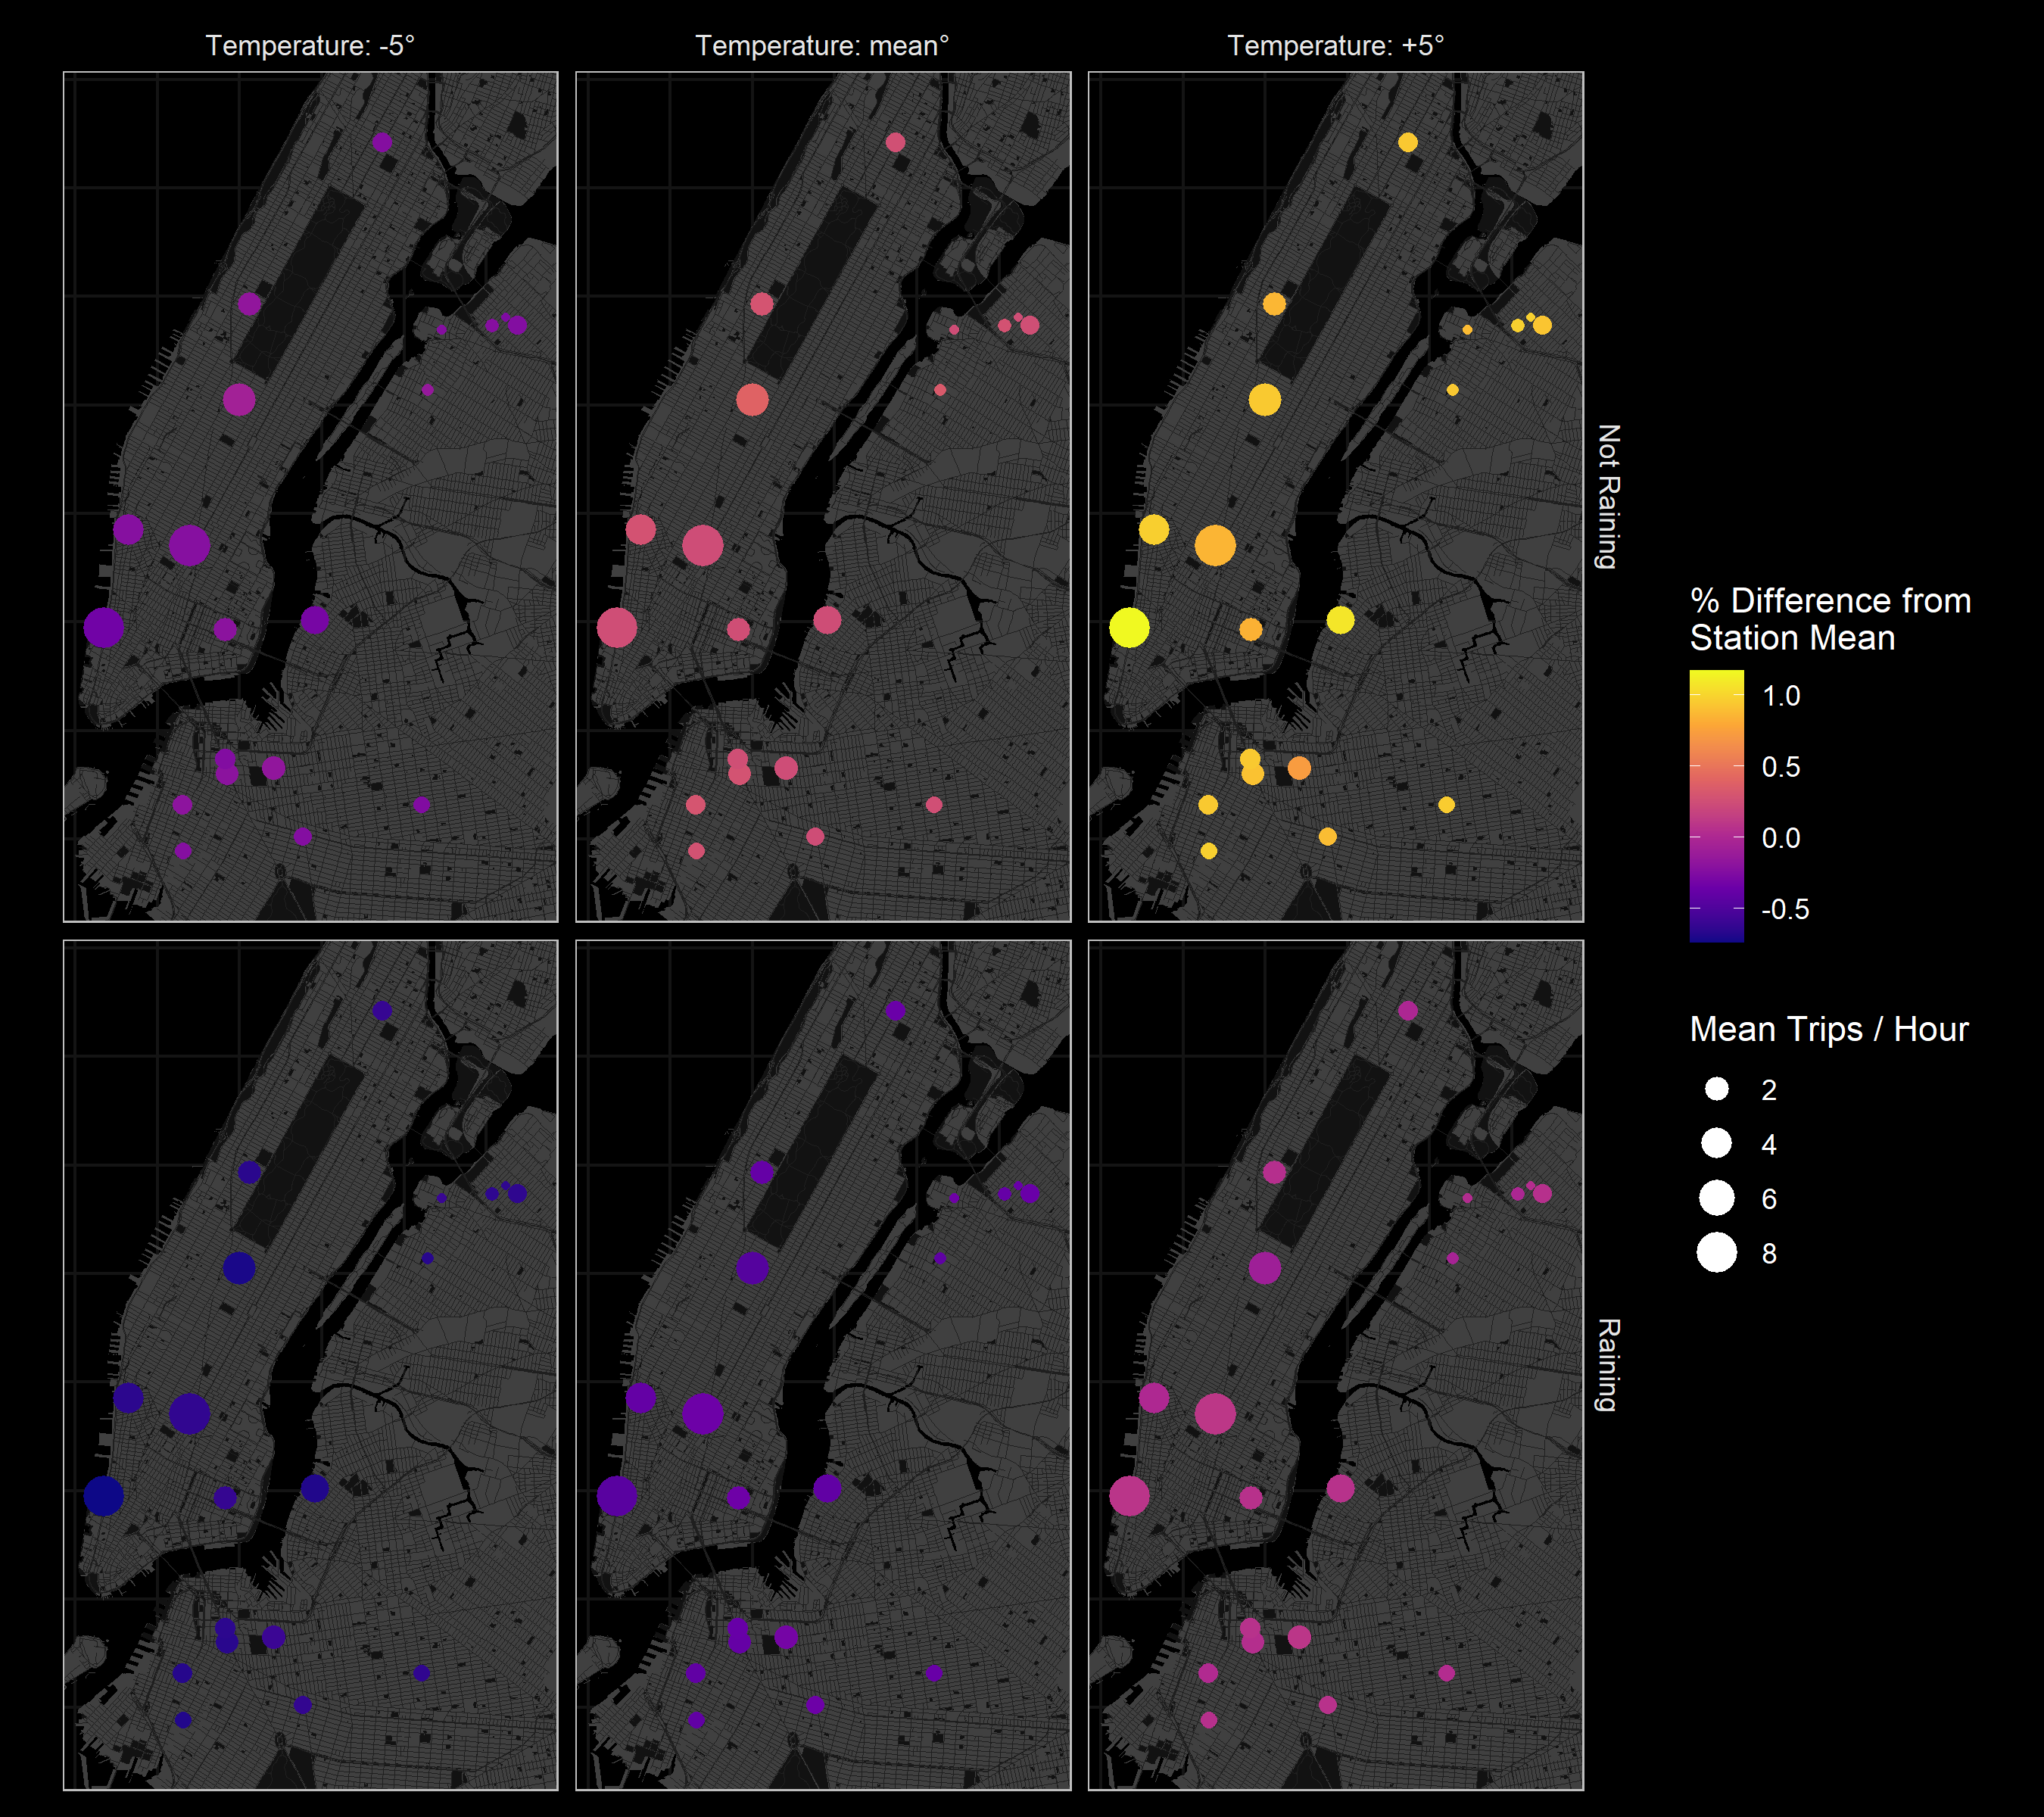 Temperature: -5°
Temperature: mean°
Temperature: +5°
Not Raining
Raining
% Difference from
Station Mean
1.0
0.5
0.0
-0.5
Mean Trips / Hour
2
4
6
8